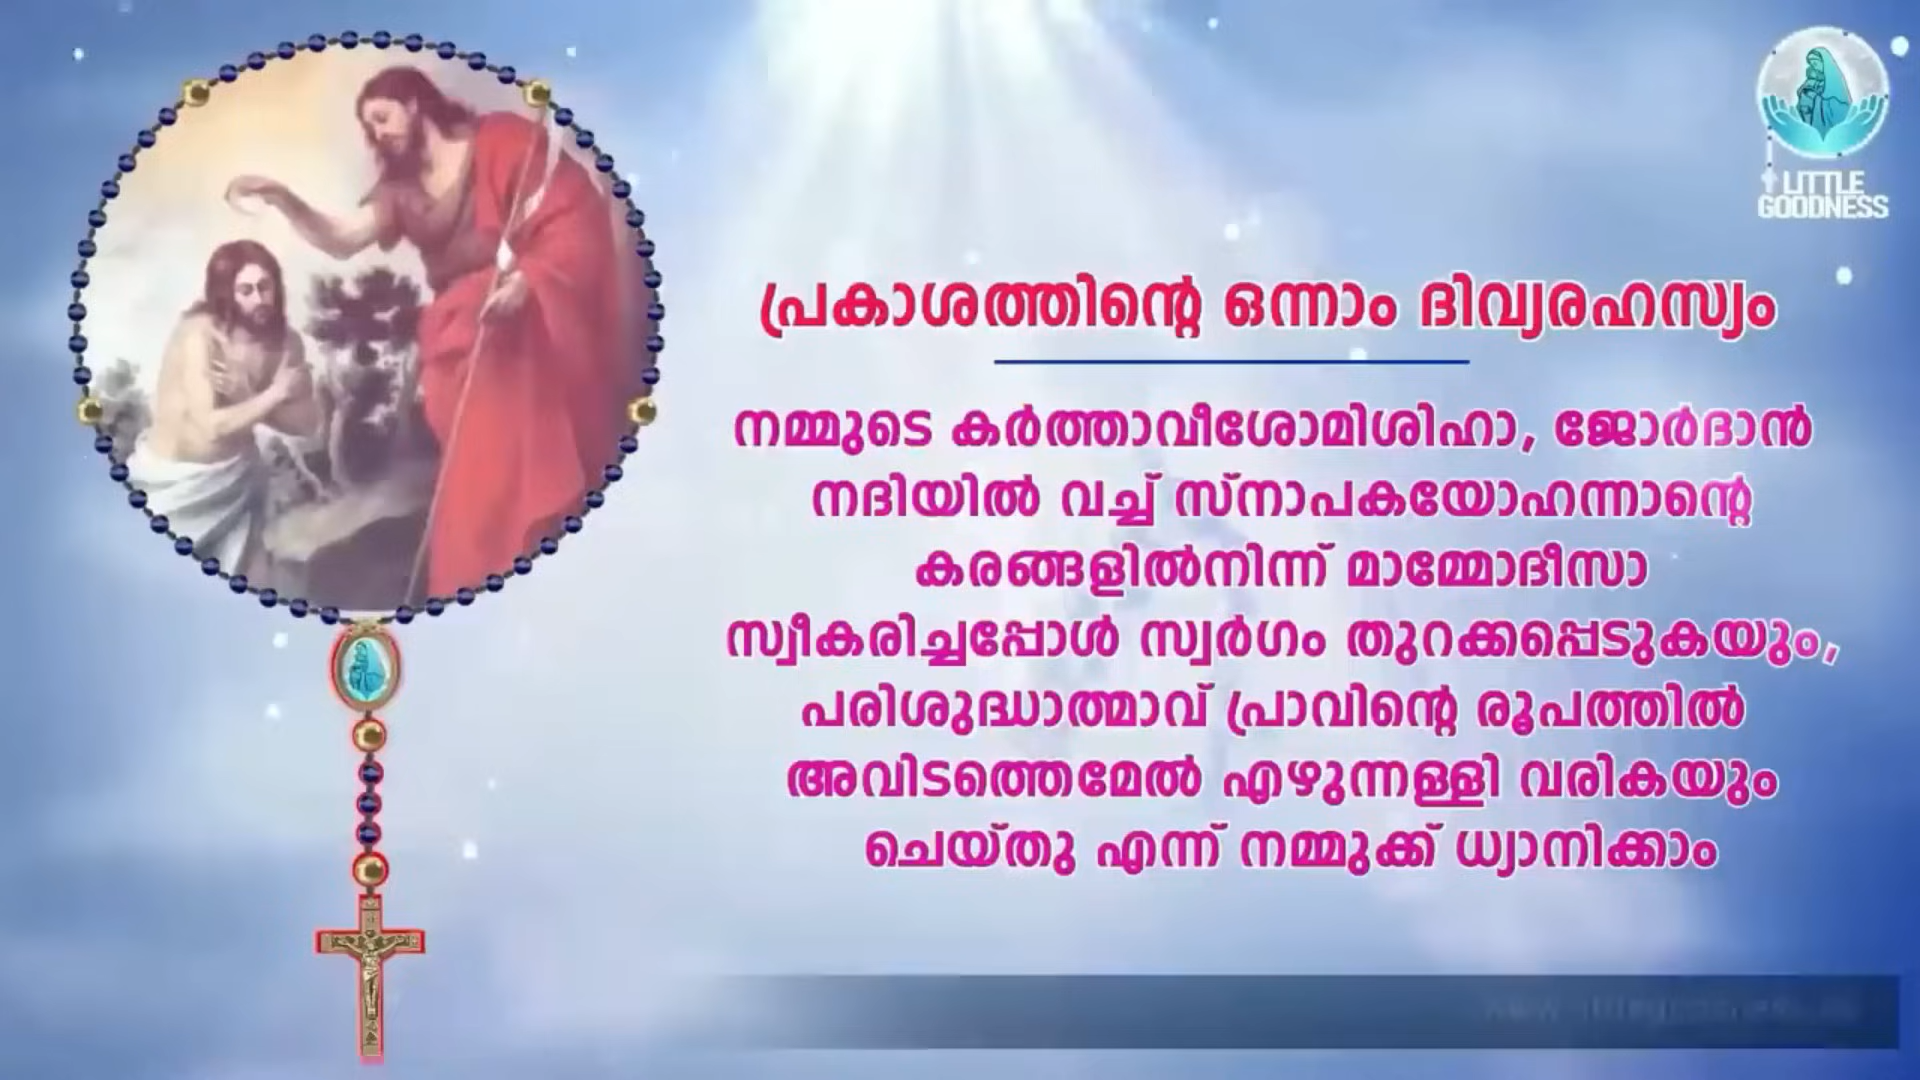 LITTLE
GOODNESS
പ്രകാശത്തിന്റെ ഒന്നാം ദിവ്യരഹസ്യം
നമ്മുടെ കർത്താവീശോമിശിഹാ, ജോർദാൻ
നദിയിൽ വച്ച് സ്നാപകയോഹന്നാന്റെ
കരങ്ങളിൽനിന്ന് മാമ്മോദീസാ
സ്വീകരിച്ചപ്പോൾ സ്വർഗം തുറക്കപ്പെടുകയും,
പരിശുദ്ധാത്മാവ് പ്രാവിന്റെ രൂപത്തിൽ
അവിടത്തെമേൽ എഴുന്നള്ളി വരികയും
ചെയ്തു എന്ന് നമ്മുക്ക് ധ്യാനിക്കാം